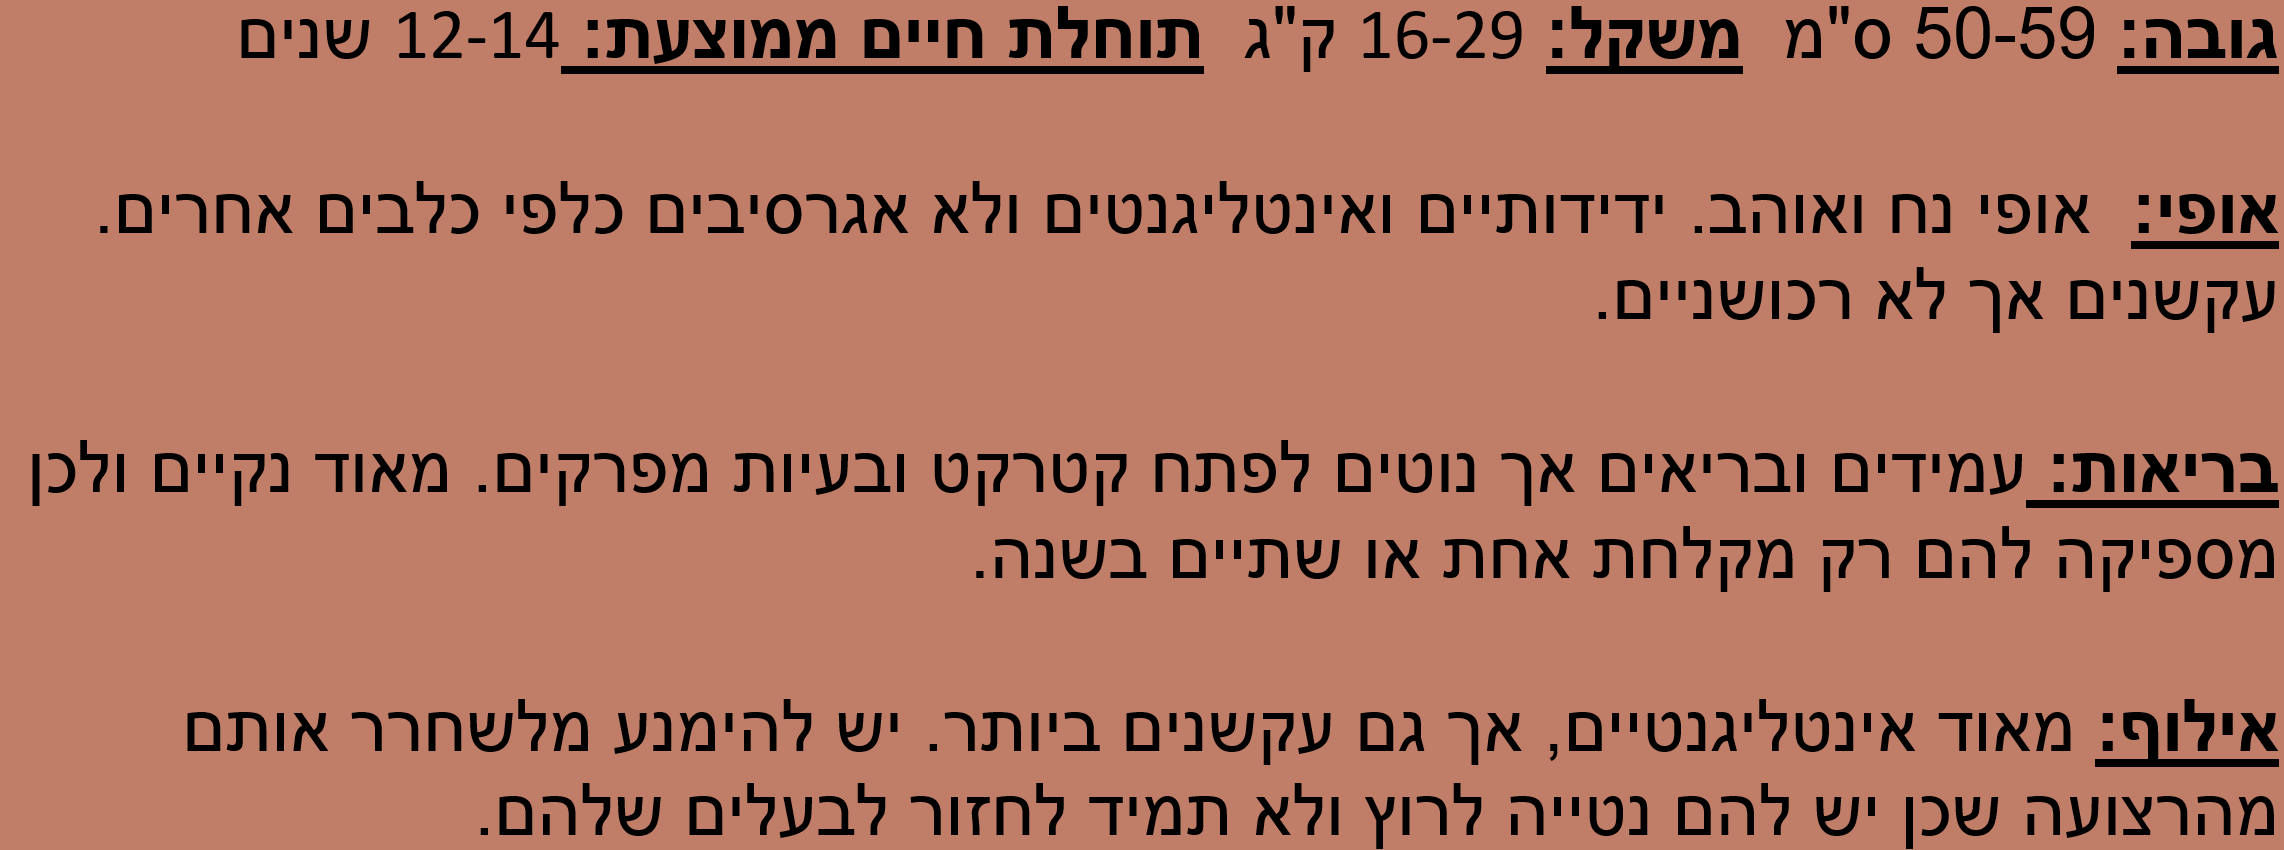 גובה: 50-59 ס"מ משקל: 16-29 ק"ג תוחלת חיים ממוצעת: 12-14 שנים
אופי: אופי נח ואוהב. ידידותיים ואינטליגנטים ולא אגרסיבים כלפי כלבים אחרים.
עקשנים אך לא רכושניים.
בריאות: עמידים ובריאים אך נוטים לפתח קטרקט ובעיות מפרקים. מאוד נקיים ולכן
מספיקה להם רק מקלחת אחת או שתיים בשנה.
אילוף: מאוד אינטליגנטיים, אך גם עקשנים ביותר. יש להימנע מלשחרר אותם
מהרצועה שכן יש להם נטייה לרוץ ולא תמיד לחזור לבעלים שלהם.